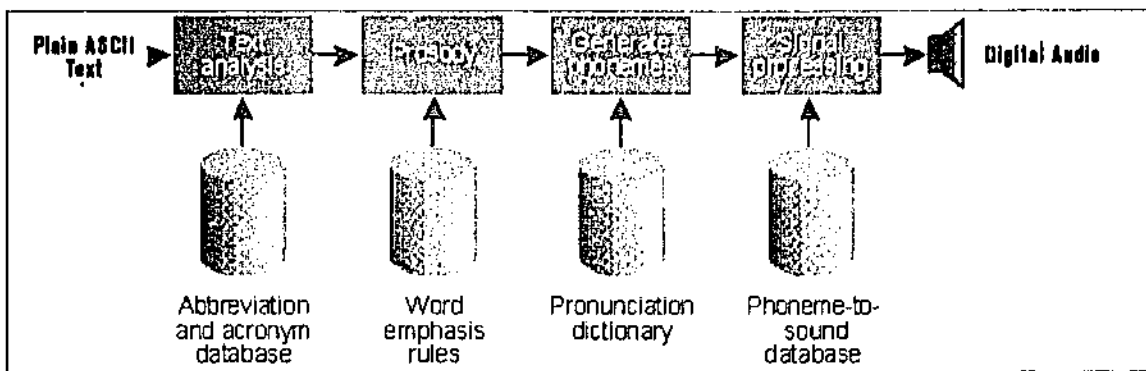 Plain ASCII
Text
Text
analysis
Prosody
Generate
phonemes
Signal
processing
Digital Audio
Abbreviation
and acronym
database
Word
emphasis
rules
Pronunciation
dictionary
Phoneme-to-
sound
database